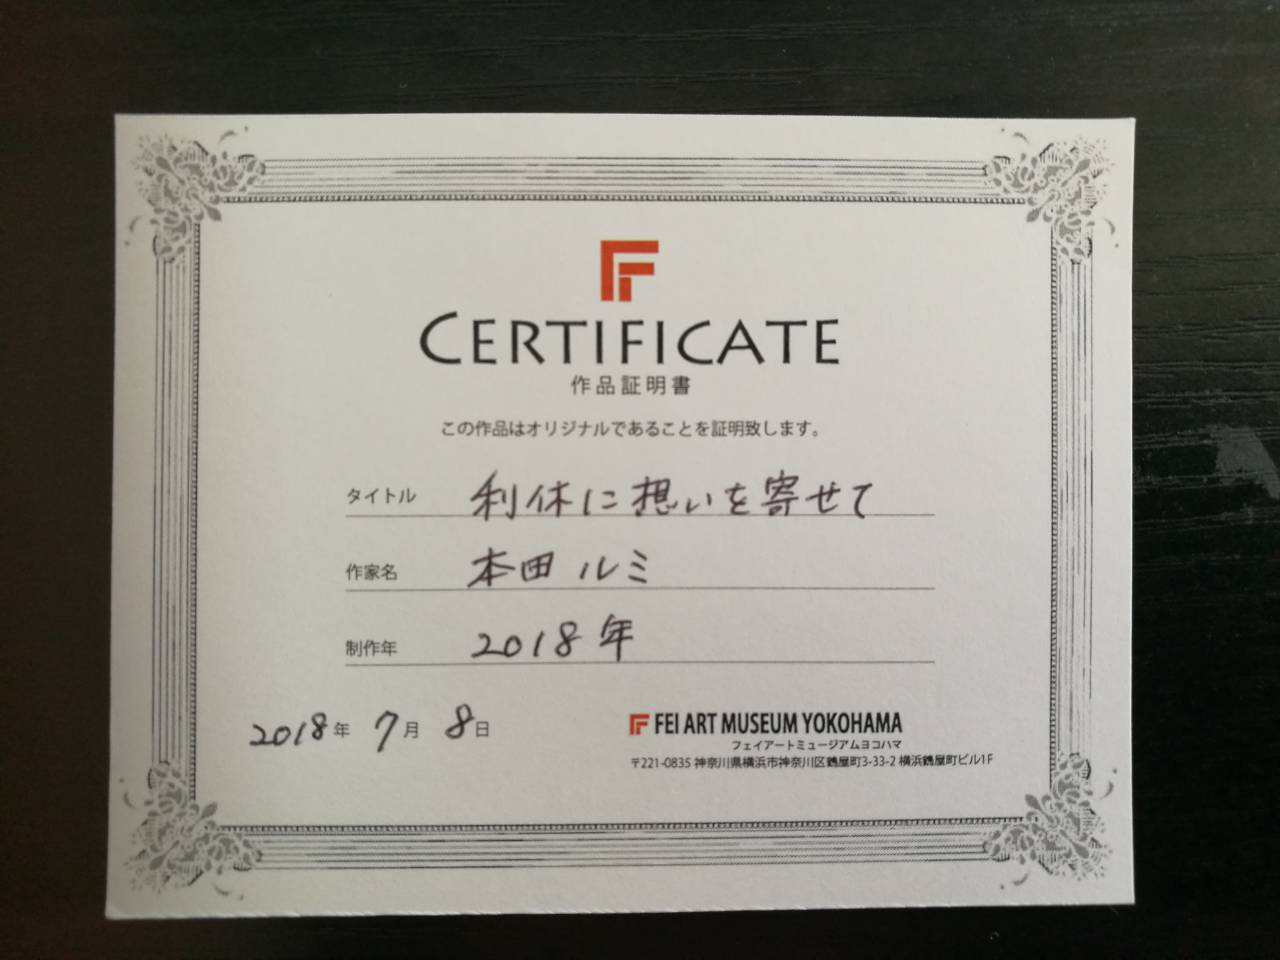 CERTIFICATE
作品証明書
この作品はオリジナルであることを証明致します。
タイトル 利休に想いを寄せて
作家名 本田 ルミ
制作年 2018年
2018年 7月 8日
FEI ART MUSEUM YOKOHAMA
フェイアートミュージアムヨコハマ
〒221-0835 神奈川県横浜市神奈川区鶴屋町3-33-2 横浜鶴屋町ビル1F